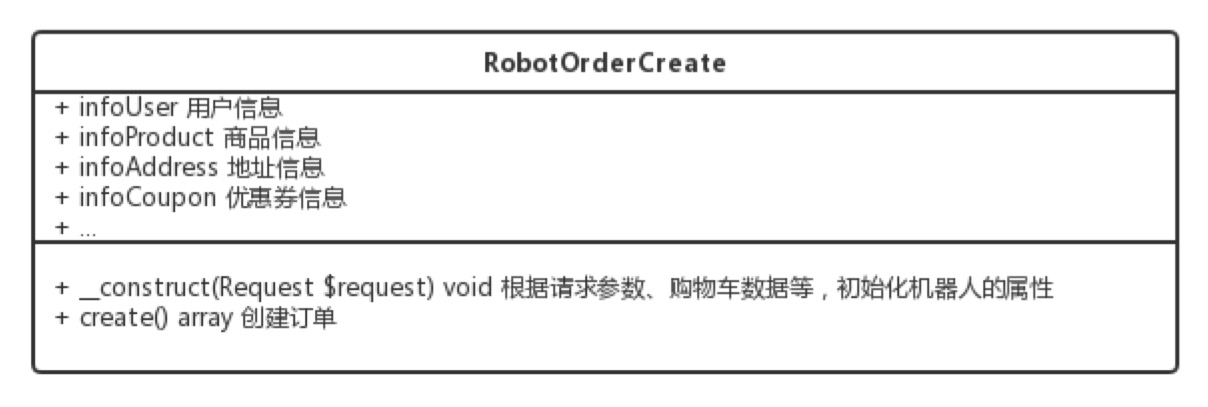 RobotOrderCreate
+ infoUser 用户信息
+ infoProduct 商品信息
+ infoAddress 地址信息
+ infoCoupon 优惠券信息
+ ...
+ __construct(Request $request) void 根据请求参数、购物车数据等，初始化机器人的属性
+ create() array 创建订单